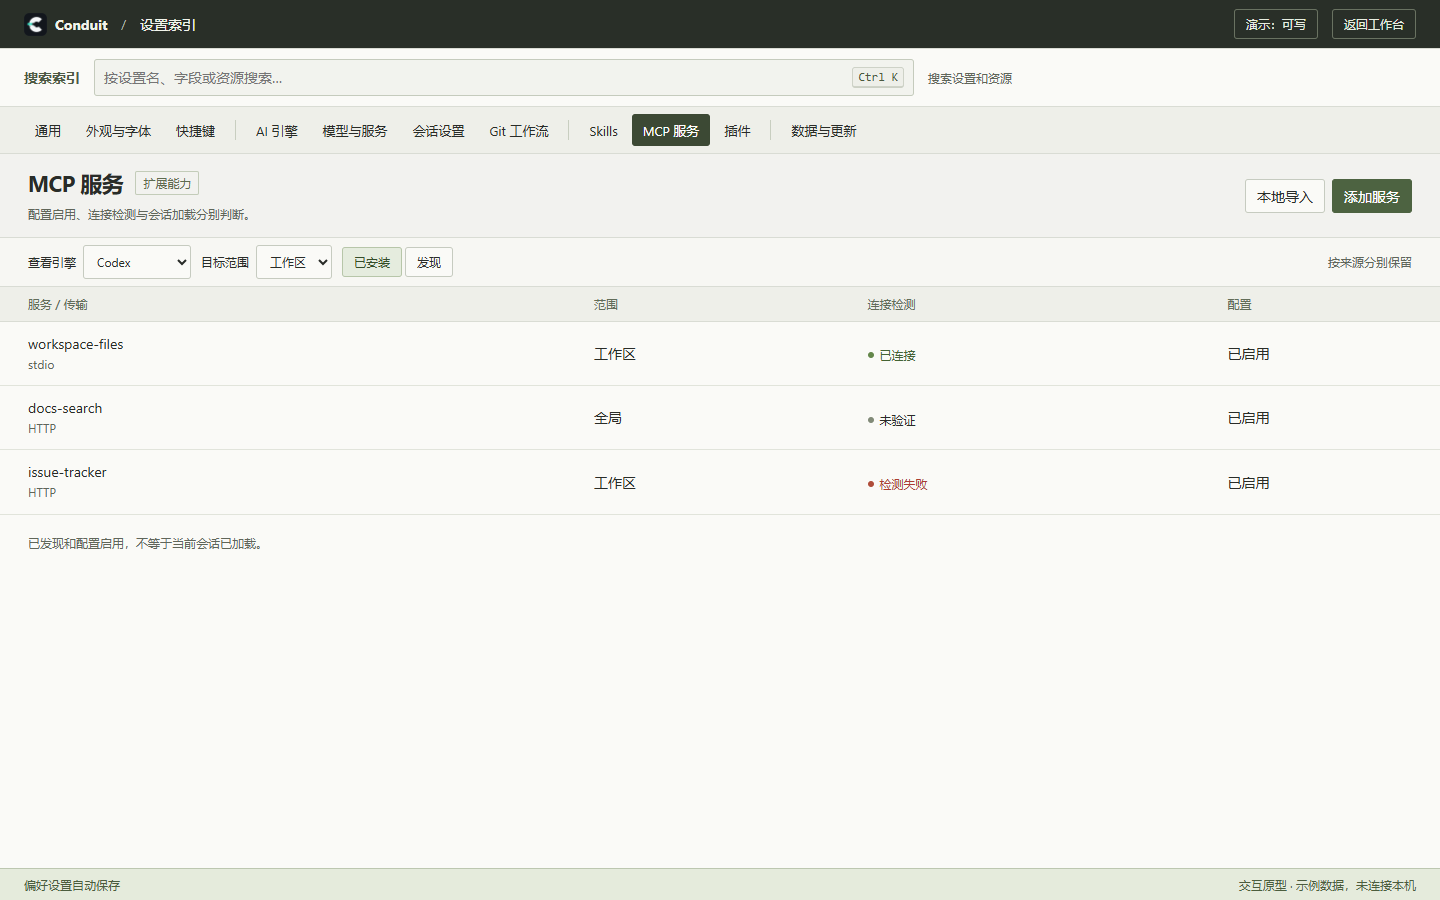 Conduit / 设置索引
演示：可写
返回工作台
搜索索引
按设置名、字段或资源搜索...
Ctrl K
搜索设置和资源
通用
外观与字体
快捷键
AI 引擎
模型与服务
会话设置
Git 工作流
Skills
MCP 服务
插件
数据与更新
MCP 服务
扩展能力
配置启用、连接检测与会话加载分别判断。
本地导入
添加服务
查看引擎
Codex
目标范围
工作区
已安装
发现
按来源分别保留
服务 / 传输
范围
连接检测
配置
workspace-files
stdio
工作区
已连接
已启用
docs-search
HTTP
全局
未验证
已启用
issue-tracker
HTTP
工作区
检测失败
已启用
已发现和配置启用，不等于当前会话已加载。
偏好设置自动保存
交互原型 · 示例数据，未连接本机